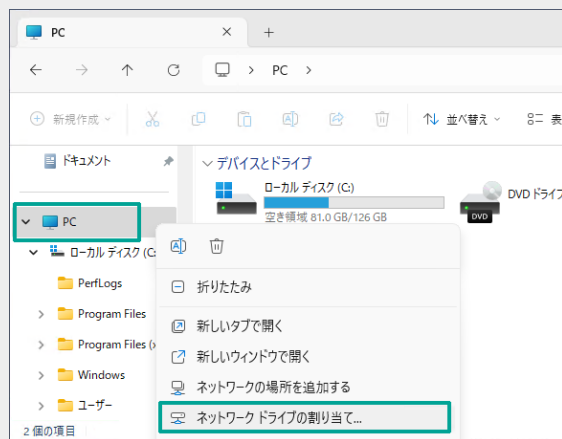 PC
PC
新規作成
並べ替え
表
ドキュメント
デバイスとドライブ
ローカル ディスク (C:)
空き領域 81.0 GB/126 GB
DVD ドライブ
DVD
PC
ローカル ディスク (C:
PerfLogs
Program Files
Program Files (x
Windows
ユーザー
2 個の項目
折りたたみ
新しいタブで開く
新しいウィンドウで開く
ネットワークの場所を追加する
ネットワーク ドライブの割り当て...